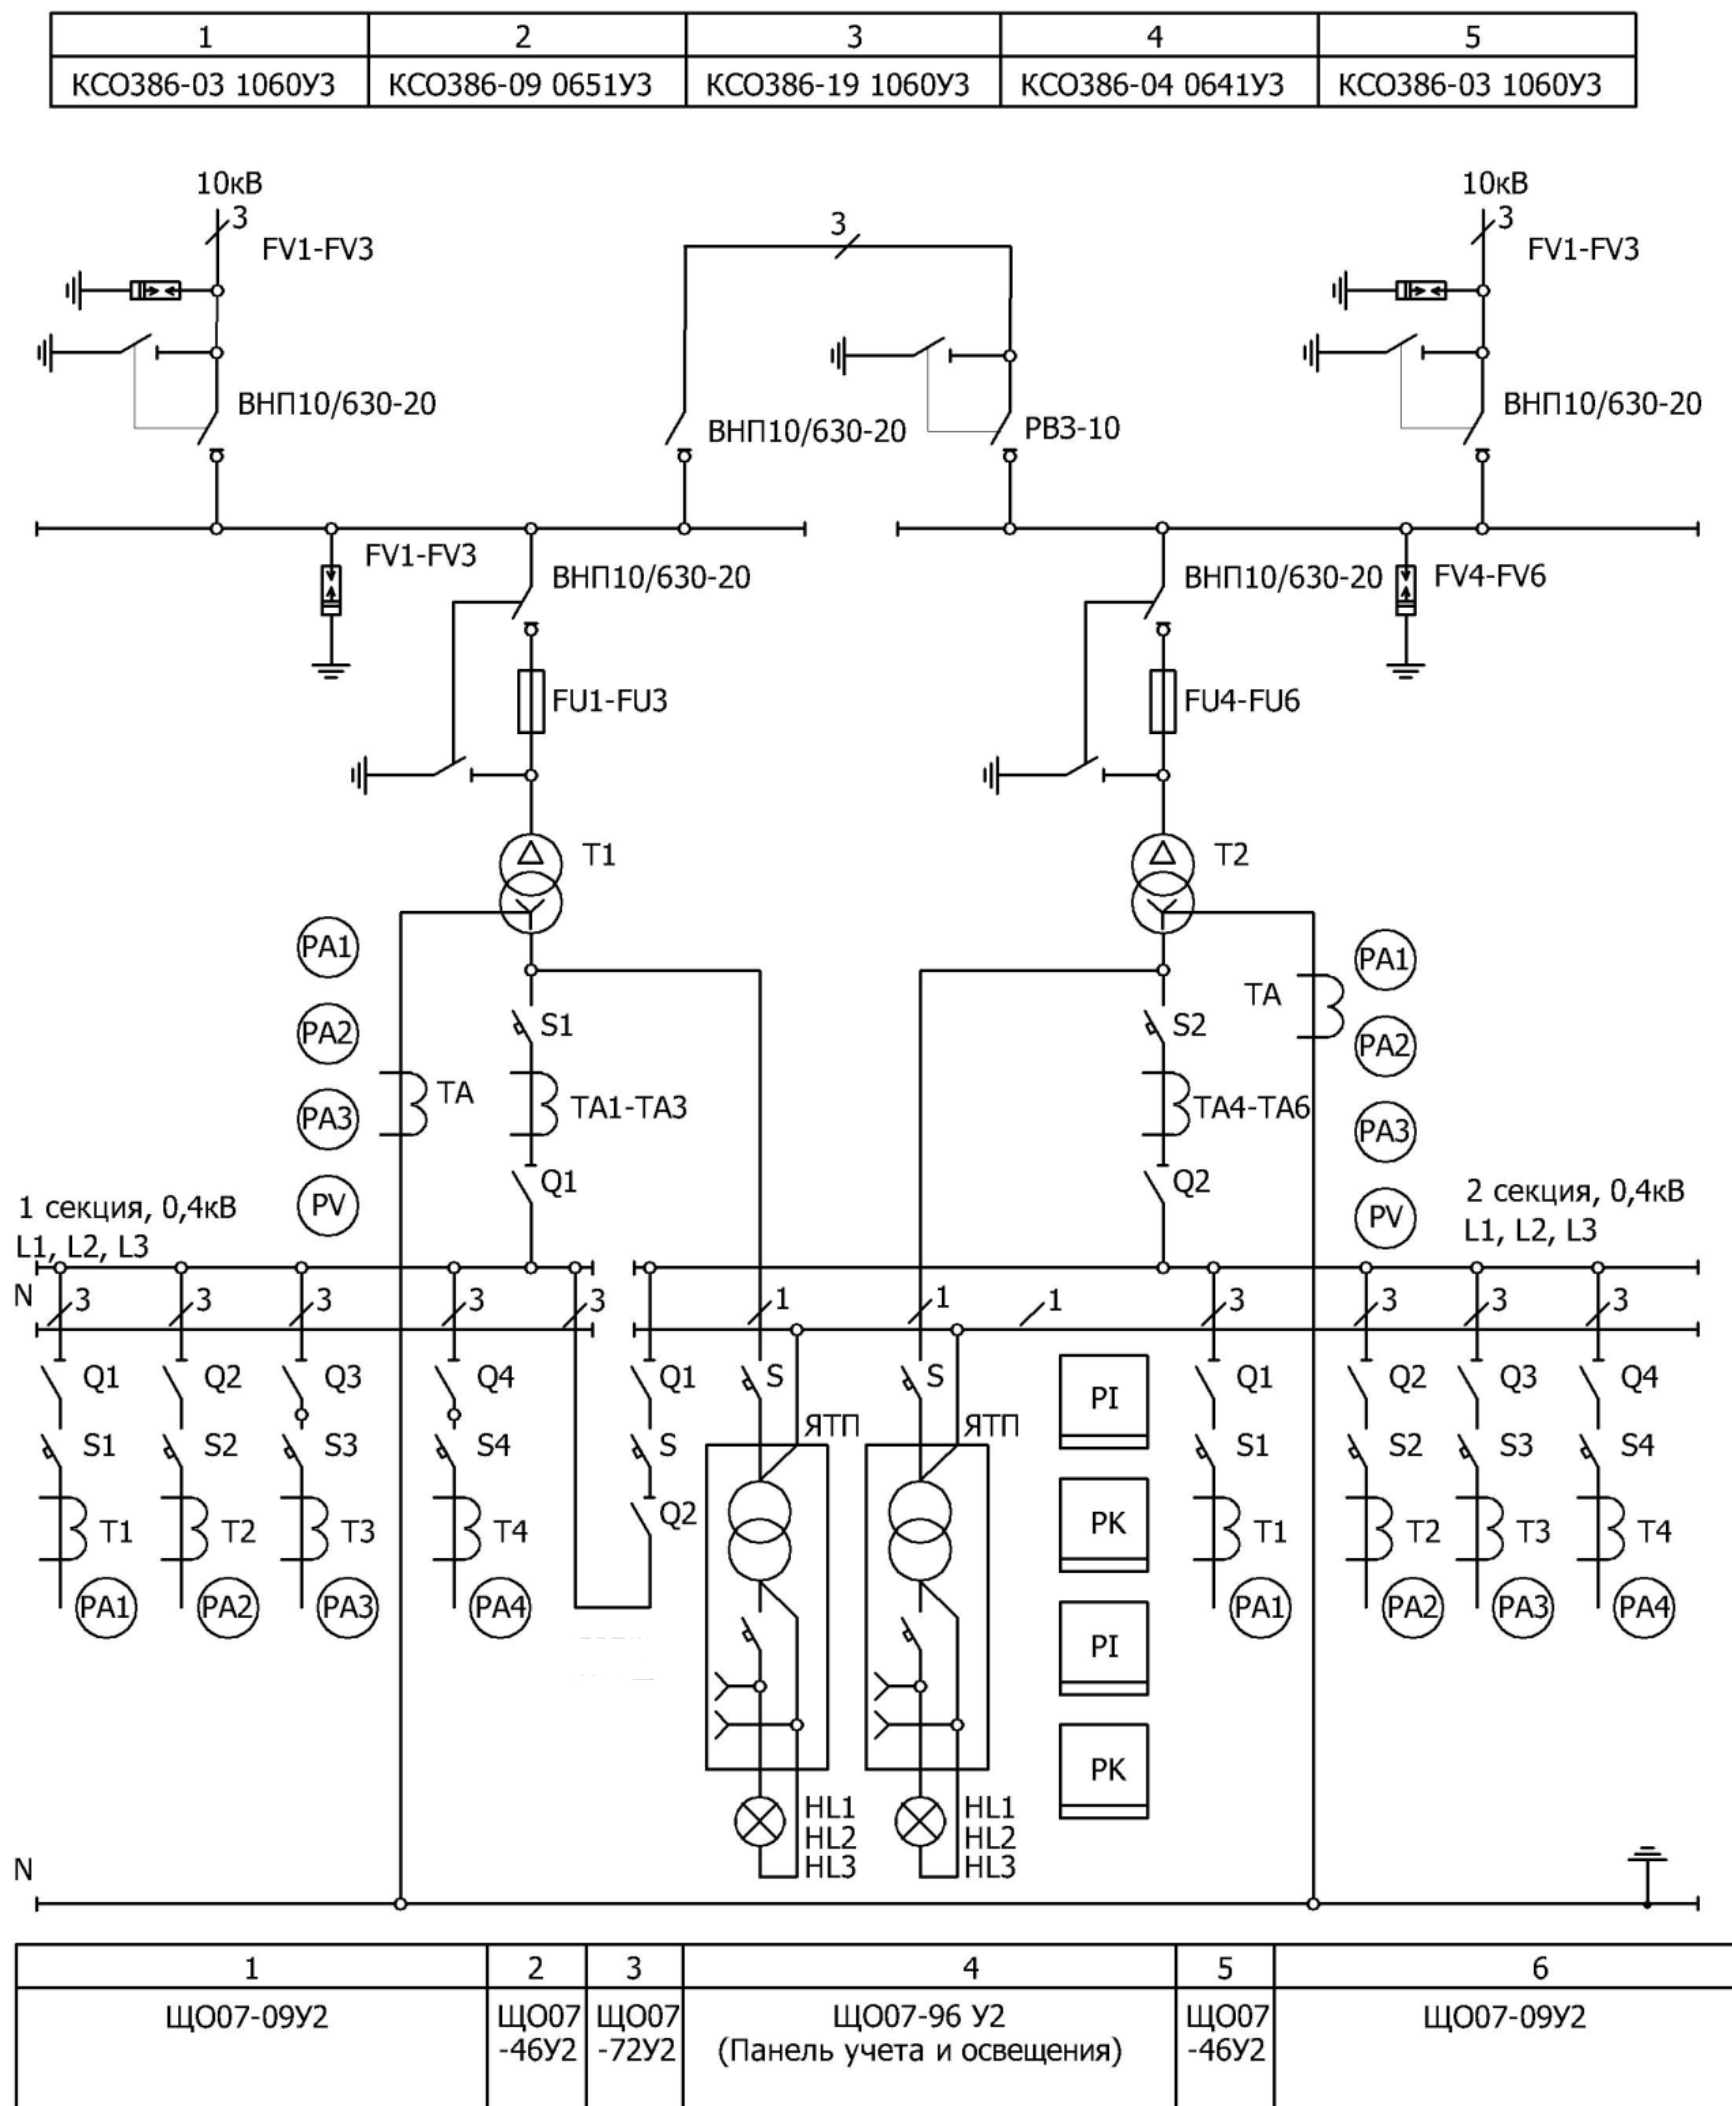 1 2 3 4 5
КСО386-03 1060У3 КСО386-09 0651У3 КСО386-19 1060У3 КСО386-04 0641У3 КСО386-03 1060У3
10кВ 10кВ
3 3 3
FV1-FV3 FV1-FV3
ВНП10/630-20 ВНП10/630-20 РВЗ-10 ВНП10/630-20
FV1-FV3 ВНП10/630-20 ВНП10/630-20 FV4-FV6
FU1-FU3 FU4-FU6
T1 T2
PA1 PA1
TA
PA2 S1 S2 PA2
PA3 TA TA1-TA3 TA4-TA6 PA3
PV Q1 Q2 PV
1 секция, 0,4кВ 2 секция, 0,4кВ
L1, L2, L3 L1, L2, L3
N 3 3 3 3 3 1 1 1 3 3 3 3
Q1 Q2 Q3 Q4 Q1 S S PI Q1 Q2 Q3 Q4
ЯТП ЯТП
S1 S2 S3 S4 S S1 S2 S3 S4
T1 T2 T3 T4 Q2 PK T1 T2 T3 T4
PA1 PA2 PA3 PA4 PA1 PA2 PA3 PA4
PI
PK
HL1 HL1
HL2 HL2
HL3 HL3
N
1 2 3 4 5 6
ЩО07-09У2 ЩО07 ЩО07 ЩО07-96 У2 ЩО07 ЩО07-09У2
-46У2 -72У2 (Панель учета и освещения) -46У2